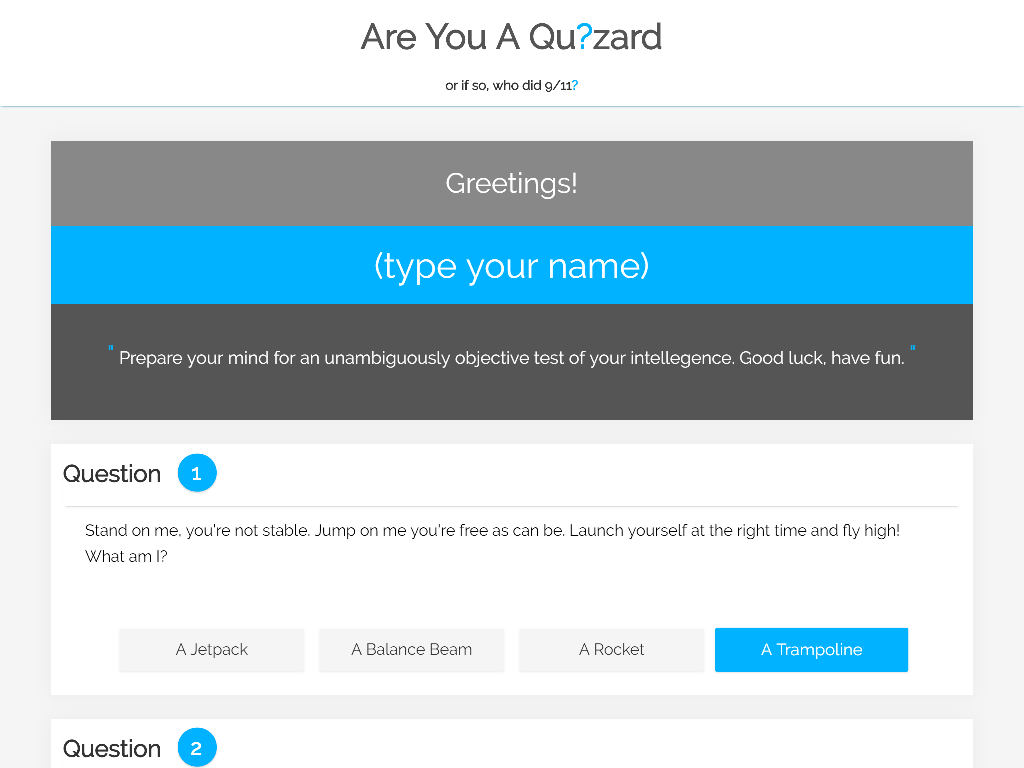 Are You A Qu?zard
or if so, who did 9/11?
Greetings!
(type your name)
" Prepare your mind for an unambiguously objective test of your intellegence. Good luck, have fun. "
Question 1
Stand on me, you're not stable. Jump on me you're free as can be. Launch yourself at the right time and fly high!
What am I?
A Jetpack
A Balance Beam
A Rocket
A Trampoline
Question 2